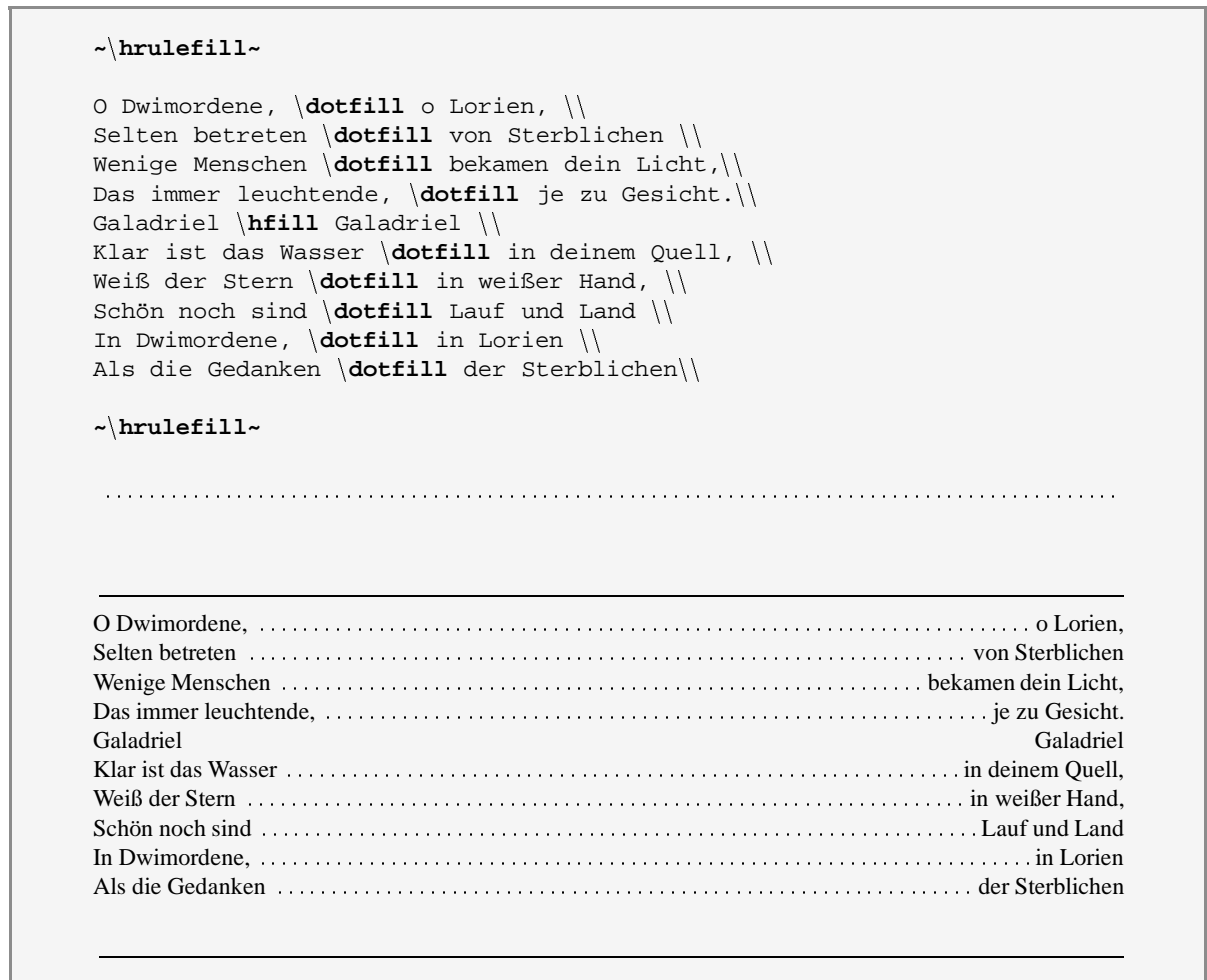 ~\hrulefill~
O Dwimordene, \dotfill o Lorien, \\
Selten betreten \dotfill von Sterblichen \\
Wenige Menschen \dotfill bekamen dein Licht,\\
Das immer leuchtende, \dotfill je zu Gesicht.\\
Galadriel \hfill Galadriel \\
Klar ist das Wasser \dotfill in deinem Quell, \\
Weiß der Stern \dotfill in weißer Hand, \\
Schön noch sind \dotfill Lauf und Land \\
In Dwimordene, \dotfill in Lorien \\
Als die Gedanken \dotfill der Sterblichen\\
~\hrulefill~
O Dwimordene, ........................................ o Lorien,
Selten betreten ........................................ von Sterblichen
Wenige Menschen ........................................ bekamen dein Licht,
Das immer leuchtende, ........................................ je zu Gesicht.
Galadriel Galadriel
Klar ist das Wasser ........................................ in deinem Quell,
Weiß der Stern ........................................ in weißer Hand,
Schön noch sind ........................................ Lauf und Land
In Dwimordene, ........................................ in Lorien
Als die Gedanken ........................................ der Sterblichen